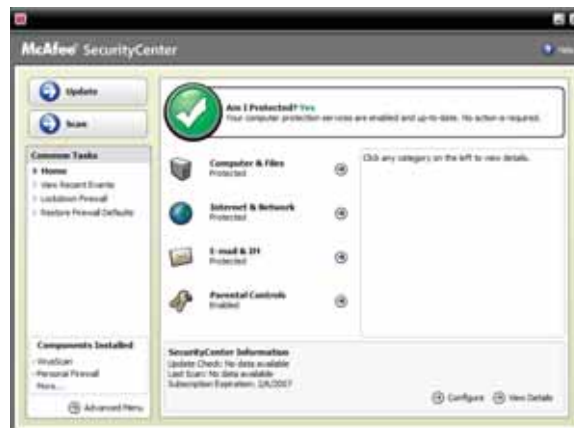 McAfee SecurityCenter
Help
Update
Scan
Common Tasks
Home
View Recent Events
Lockdown Firewall
Restore Firewall Defaults
Components Installed
VirusScan
Personal Firewall
More...
Advanced Menu
Am I Protected? Yes
Your computer protection services are enabled and up-to-date. No action is required.
Computer & Files
Protected
Internet & Network
Protected
E-mail & IM
Protected
Parental Controls
Enabled
Click any category on the left to view details.
SecurityCenter Information
Update Check: No data available
Last Scan: No data available
Subscription Expiration: 2/6/2007
Configure
View Details